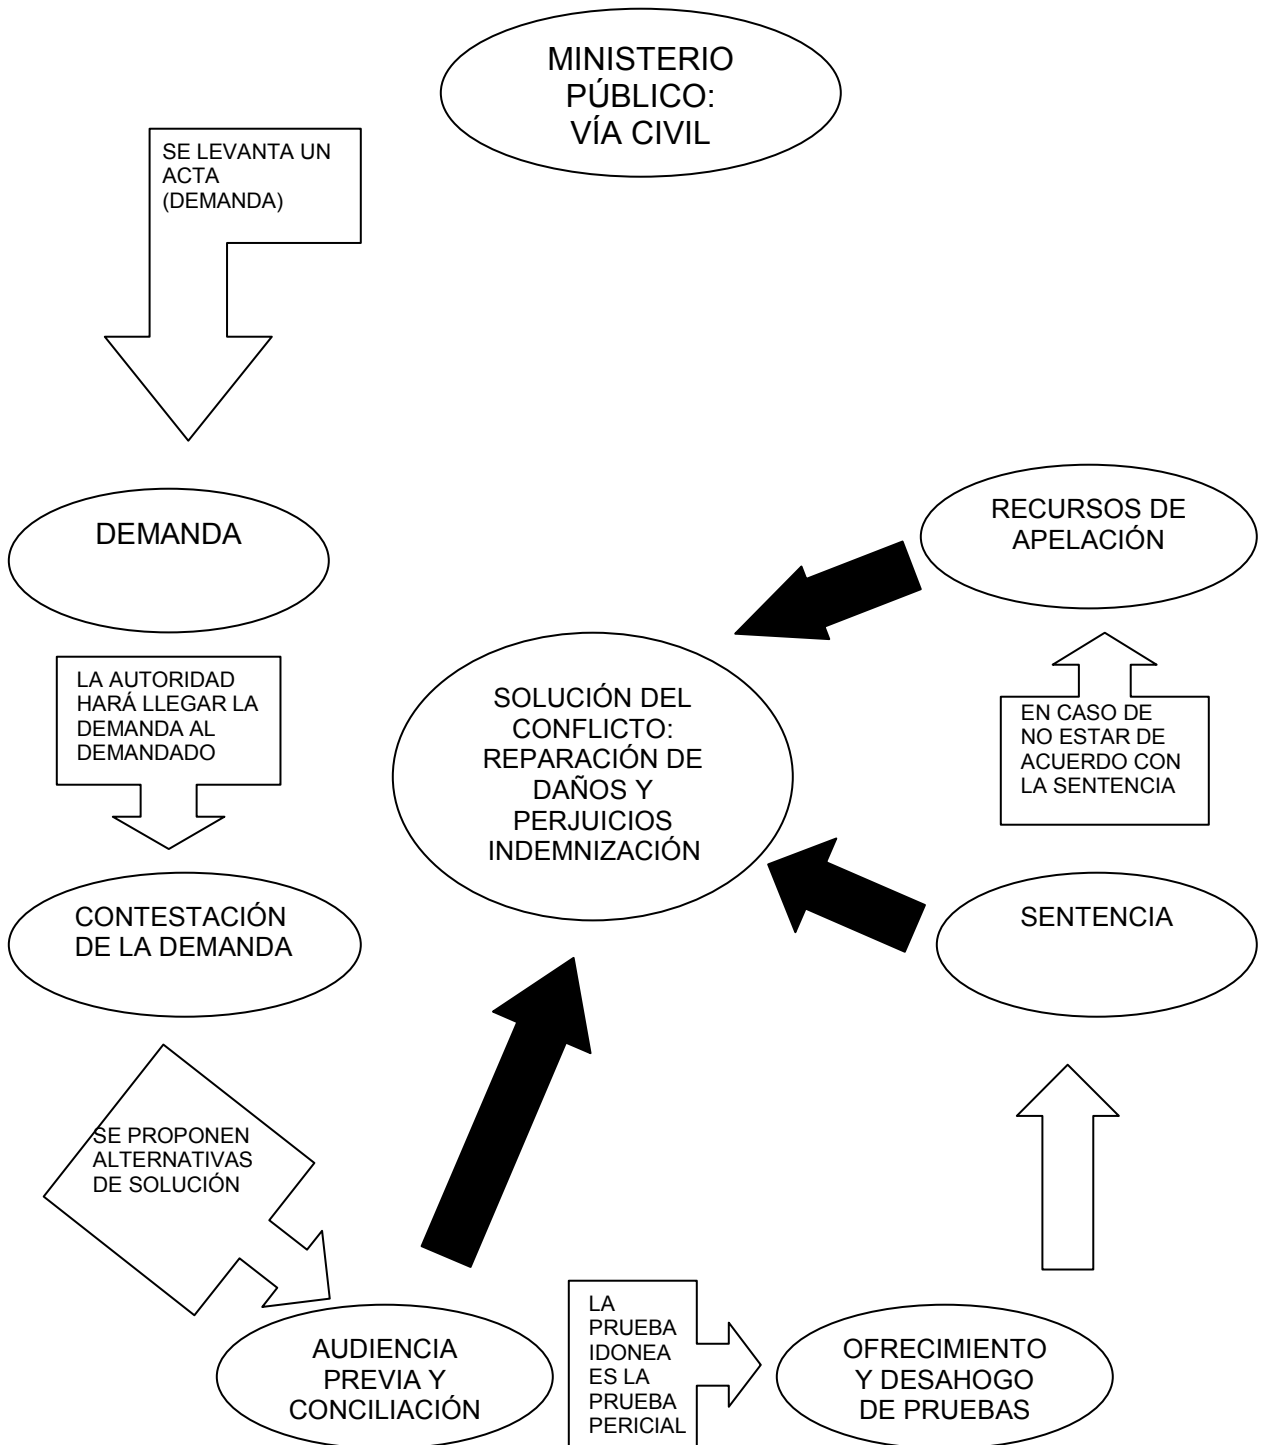 MINISTERIO
PÚBLICO:
VÍA CIVIL
SE LEVANTA UN
ACTA
(DEMANDA)
DEMANDA
LA AUTORIDAD
HARÁ LLEGAR LA
DEMANDA AL
DEMANDADO
CONTESTACIÓN
DE LA DEMANDA
SE PROPONEN
ALTERNATIVAS
DE SOLUCIÓN
AUDIENCIA
PREVIA Y
CONCILIACIÓN
LA
PRUEBA
IDONEA
ES LA
PRUEBA
PERICIAL
OFRECIMIENTO
Y DESAHOGO
DE PRUEBAS
SENTENCIA
EN CASO DE
NO ESTAR DE
ACUERDO CON
LA SENTENCIA
RECURSOS DE
APELACIÓN
SOLUCIÓN DEL
CONFLICTO:
REPARACIÓN DE
DAÑOS Y
PERJUICIOS
INDEMNIZACIÓN